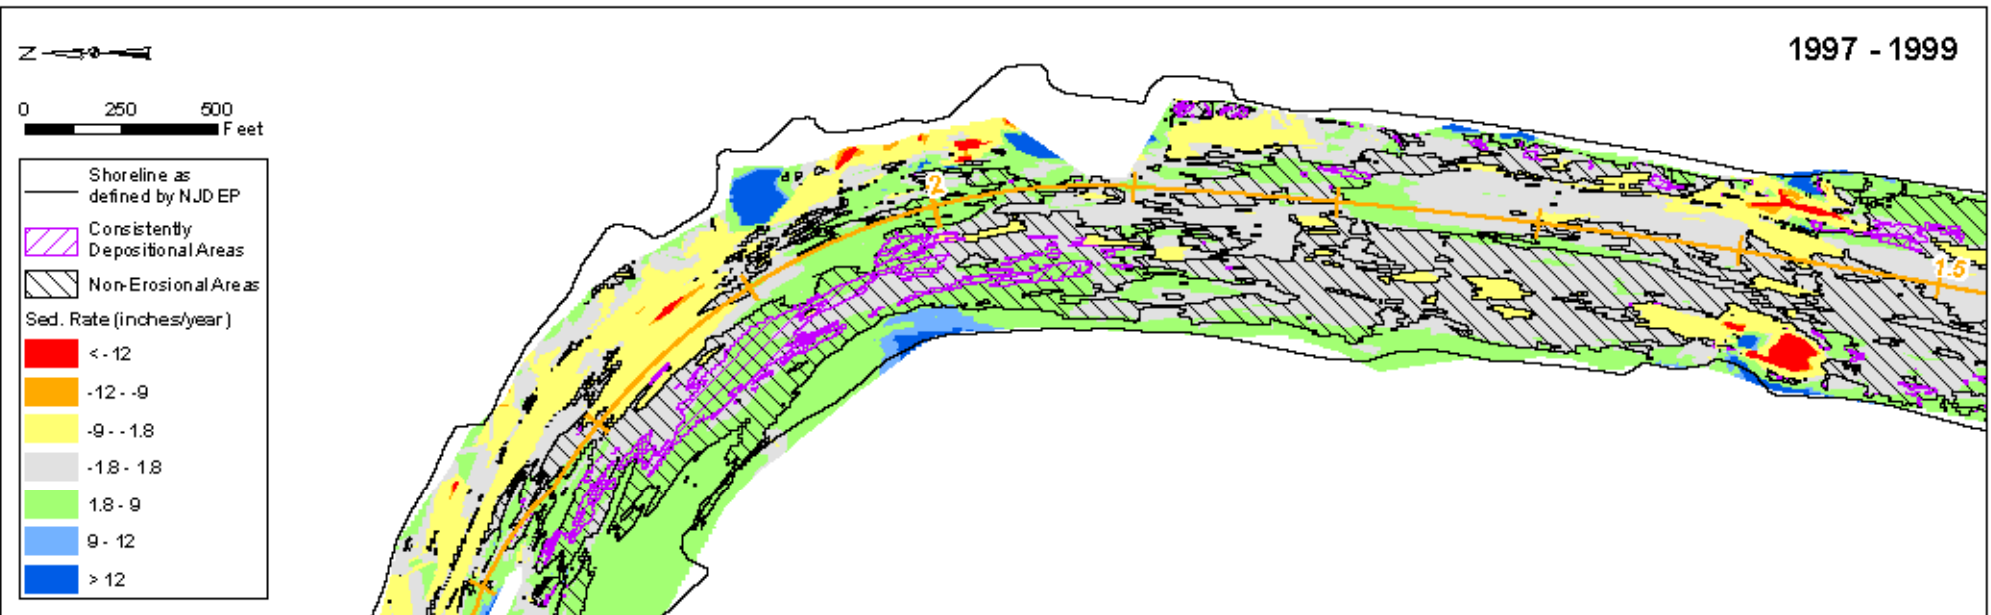 1997 - 1999
N
0 250 500
Feet
Shoreline as
defined by NJDEP
Consistently
Depositional Areas
Non-Erosional Areas
Sed. Rate (inches/year)
< -12
-12 - -9
-9 - -1.8
-1.8 - 1.8
1.8 - 9
9 - 12
> 12
2
1.5